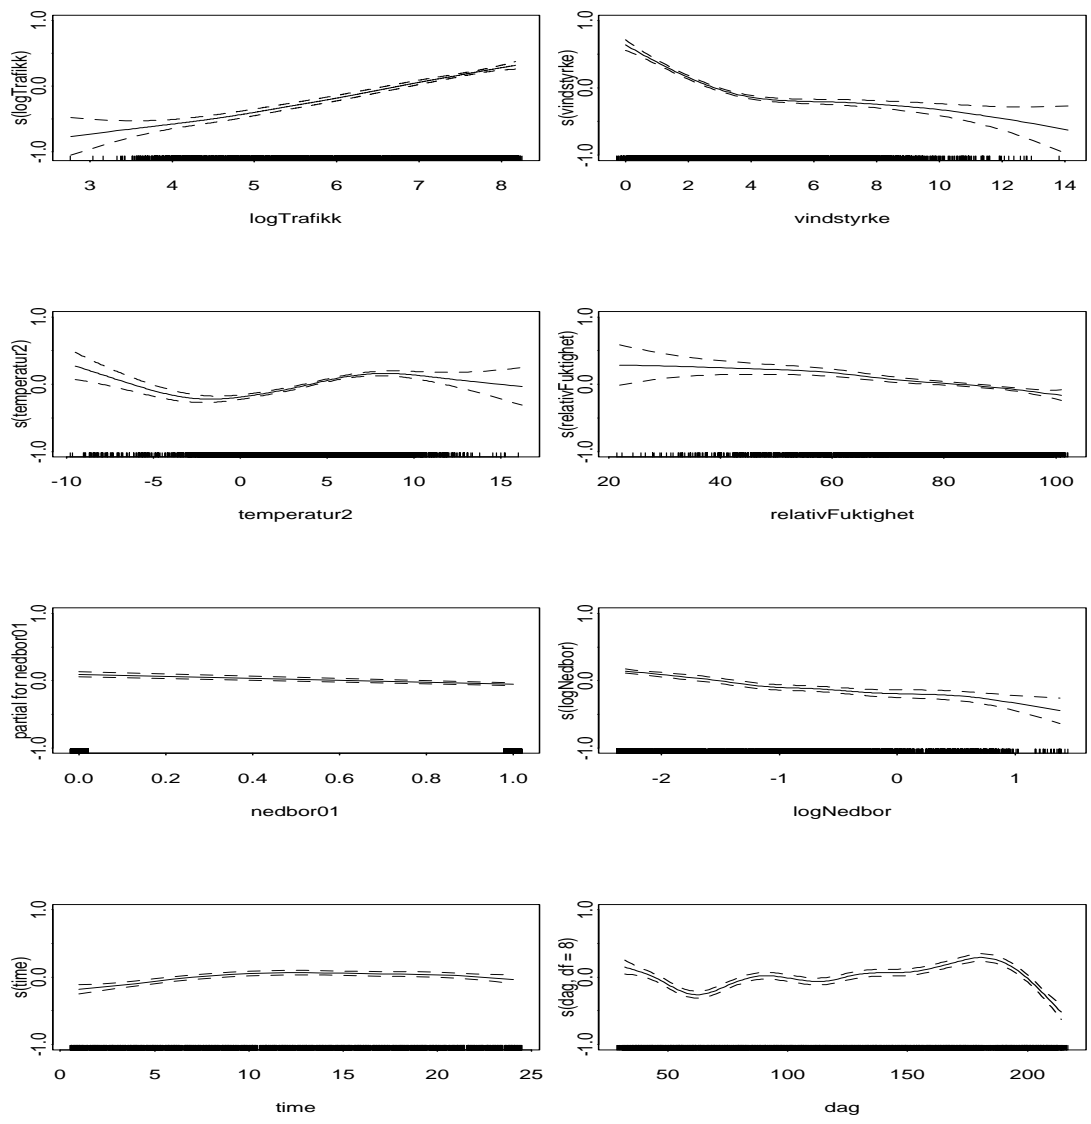 s(logTrafikk)
-1.0 0.0 1.0
3 4 5 6 7 8
logTrafikk
s(vindstyrke)
-1.0 0.0 1.0
0 2 4 6 8 10 12 14
vindstyrke
s(temperatur2)
-1.0 0.0 1.0
-10 -5 0 5 10 15
temperatur2
s(relativFuktighet)
-1.0 0.0 1.0
20 40 60 80 100
relativFuktighet
partial for nedbor01
-1.0 0.0 1.0
0.0 0.2 0.4 0.6 0.8 1.0
nedbor01
s(logNedbor)
-1.0 0.0 1.0
-2 -1 0 1
logNedbor
s(time)
-1.0 0.0 1.0
0 5 10 15 20 25
time
s(dag, df = 8)
-1.0 0.0 1.0
50 100 150 200
dag